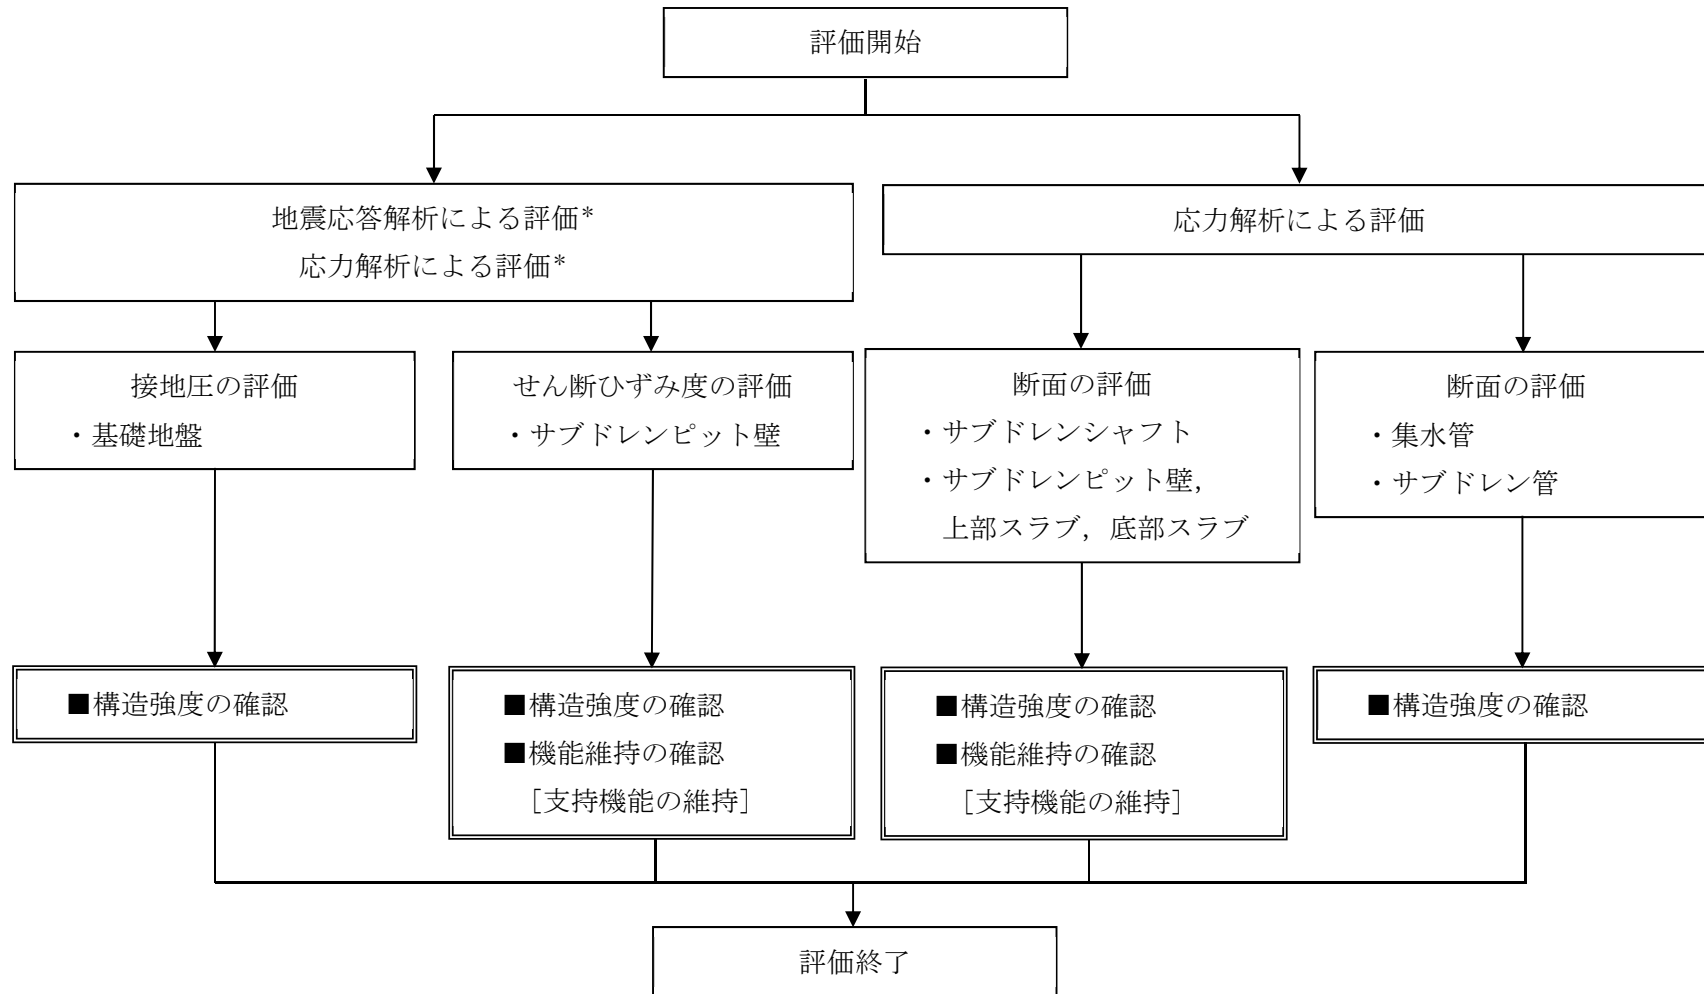 評価開始
地震応答解析による評価*
応力解析による評価*
応力解析による評価
接地圧の評価
・基礎地盤
せん断ひずみ度の評価
・サブドレンピット壁
断面の評価
・サブドレンシャフト
・サブドレンピット壁，
上部スラブ，底部スラブ
断面の評価
・集水管
・サブドレン管
■構造強度の確認
■構造強度の確認
■機能維持の確認
［支持機能の維持］
■構造強度の確認
■機能維持の確認
［支持機能の維持］
■構造強度の確認
評価終了